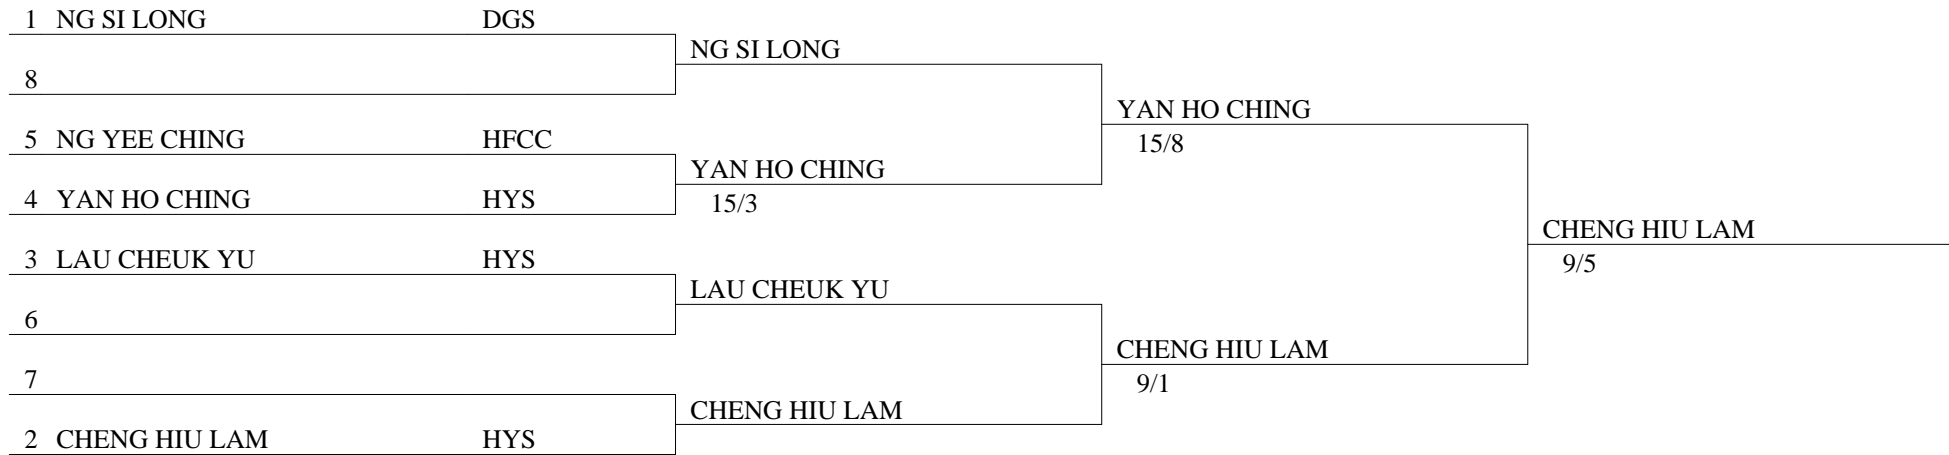 1 NG SI LONG DGS
NG SI LONG
8
YAN HO CHING
15/8
5 NG YEE CHING HFCC
YAN HO CHING
15/3
4 YAN HO CHING HYS
CHENG HIU LAM
9/5
3 LAU CHEUK YU HYS
LAU CHEUK YU
6
CHENG HIU LAM
9/1
7
CHENG HIU LAM
2 CHENG HIU LAM HYS